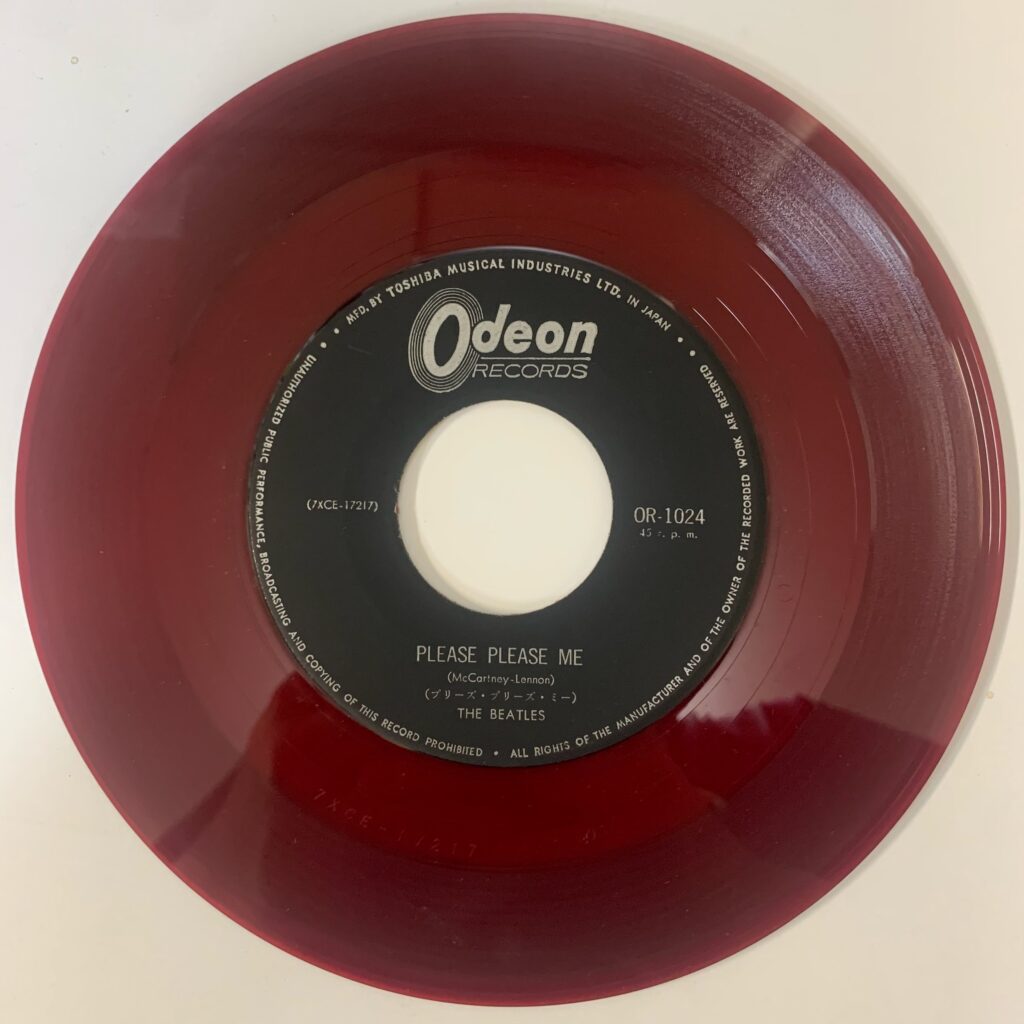 MFD. BY TOSHIBA MUSICAL INDUSTRIES LTD. IN JAPAN
Odeon
RECORDS
(7XCE-17217)
OR-1024
45 r. p. m.
PLEASE PLEASE ME
(McCartney-Lennon)
(プリーズ・プリーズ・ミー)
THE BEATLES
UNAUTHORIZED PUBLIC PERFORMANCE, BROADCASTING AND COPYING OF THIS RECORD PROHIBITED • ALL RIGHTS OF THE MANUFACTURER AND OF THE OWNER OF THE RECORDED WORK ARE RESERVED
7XCE-17217